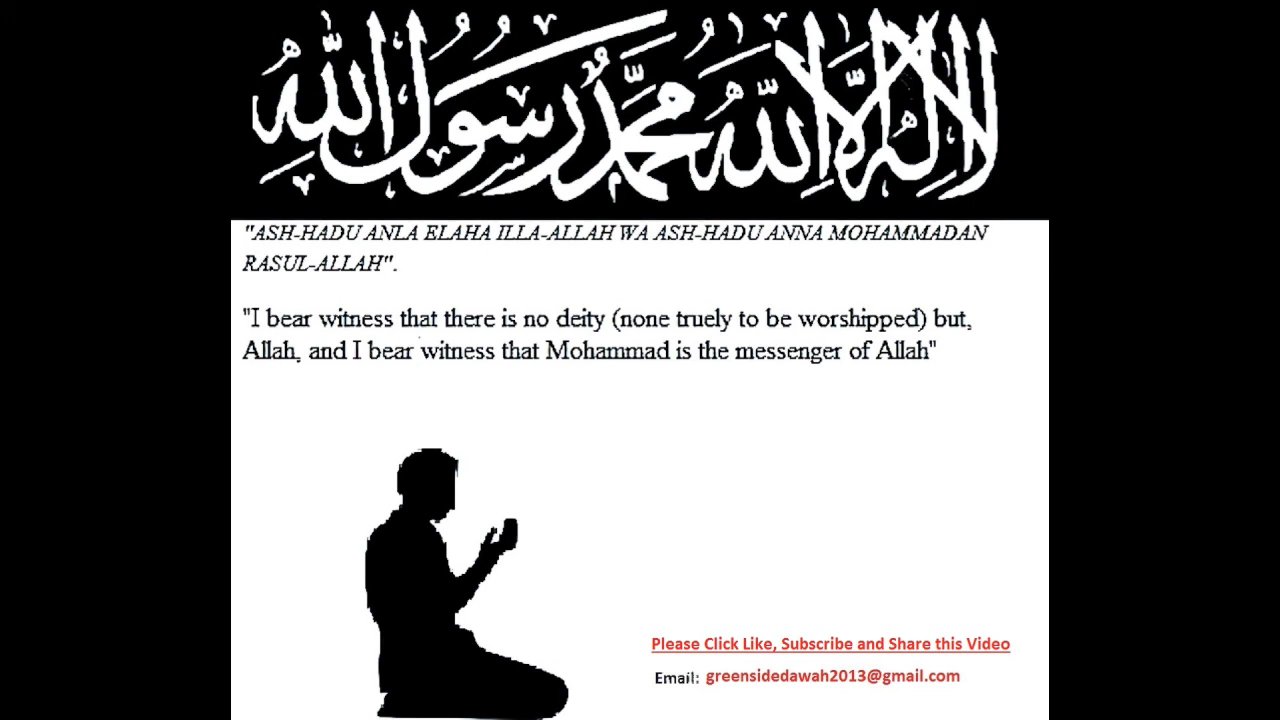 لا إله إلا الله محمد رسول الله
"ASH-HADU ANLA ELAHA ILLA-ALLAH WA ASH-HADU ANNA MOHAMMADAN
RASUL-ALLAH".
"I bear witness that there is no deity (none truely to be worshipped) but,
Allah, and I bear witness that Mohammad is the messenger of Allah"
Please Click Like, Subscribe and Share this Video
Email: greensidedawah2013@gmail.com